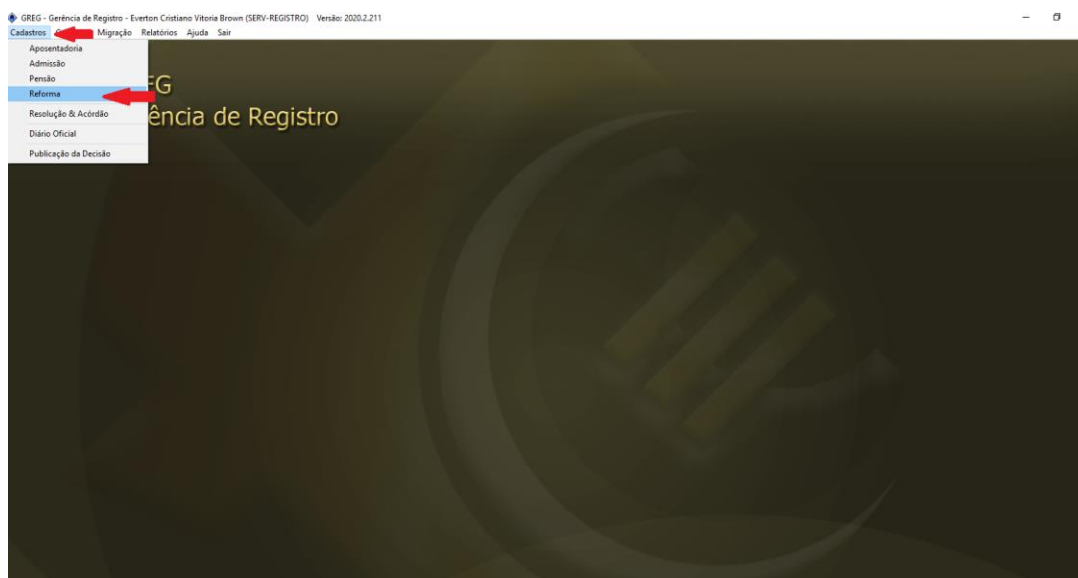 GREG - Gerência de Registro - Everton Cristiano Vitoria Brown (SERV-REGISTRO) Versão: 2020.2.211
Cadastros Migração Relatórios Ajuda Sair
Aposentadoria
Admissão
Pensão
Reforma
Resolução & Acórdão
Diário Oficial
Publicação da Decisão
EG
ência de Registro